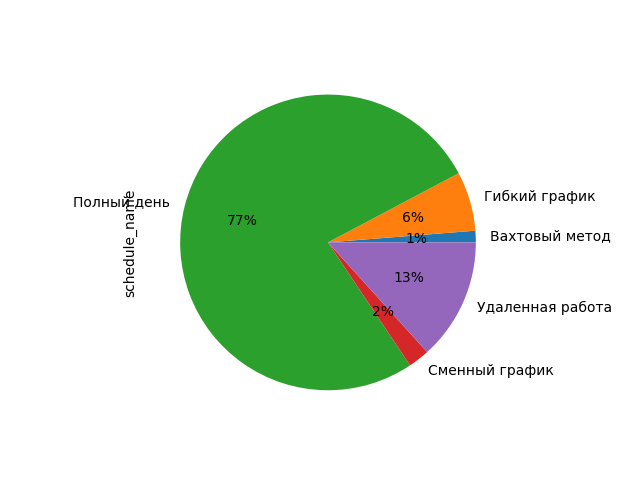 Полный день
schedule_name
77%
Гибкий график
6%
Вахтовый метод
1%
13%
Удаленная работа
2%
Сменный график